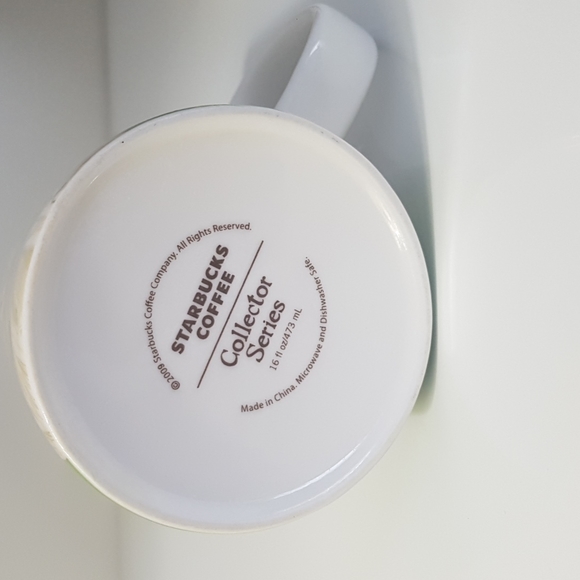 ©2009 Starbucks Coffee Company. All Rights Reserved.
STARBUCKS
COFFEE
Collector
Series
16 fl oz/473 mL
Made in China. Microwave and Dishwasher Safe.